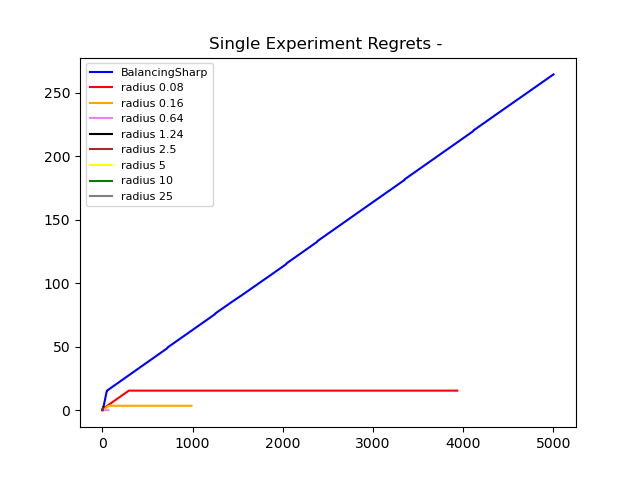 Single Experiment Regrets -
BalancingSharp
radius 0.08
radius 0.16
radius 0.64
radius 1.24
radius 2.5
radius 5
radius 10
radius 25
250
200
150
100
50
0
0 1000 2000 3000 4000 5000